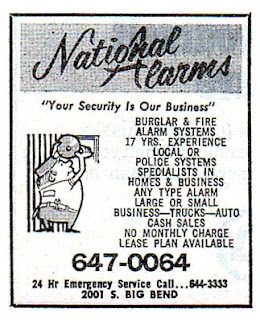 National
Alarms
"Your Security Is Our Business"
BURGLAR & FIRE
ALARM SYSTEMS
17 YRS. EXPERIENCE
LOCAL OR
POLICE SYSTEMS
SPECIALISTS IN
HOMES & BUSINESS
ANY TYPE ALARM
LARGE OR SMALL
BUSINESS—TRUCKS—AUTO
CASH SALES
NO MONTHLY CHARGE
LEASE PLAN AVAILABLE
647-0064
24 Hr Emergency Service Call...644-3333
2001 S. BIG BEND